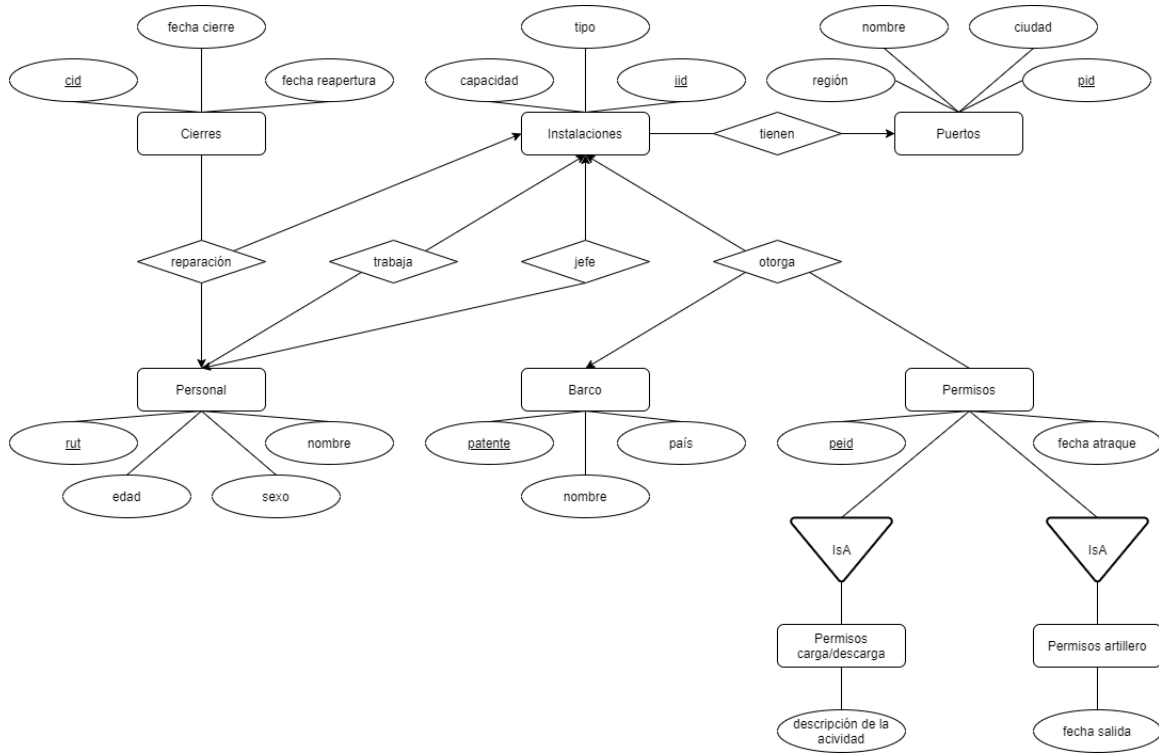 fecha cierre
tipo
nombre
ciudad
cid
fecha reapertura
capacidad
iid
región
pid
Cierres
Instalaciones
tienen
Puertos
reparación
trabaja
jefe
otorga
Personal
Barco
Permisos
rut
nombre
patente
país
peid
fecha atraque
edad
sexo
nombre
IsA
IsA
Permisos
carga/descarga
Permisos artillero
descripción de la
acividad
fecha salida